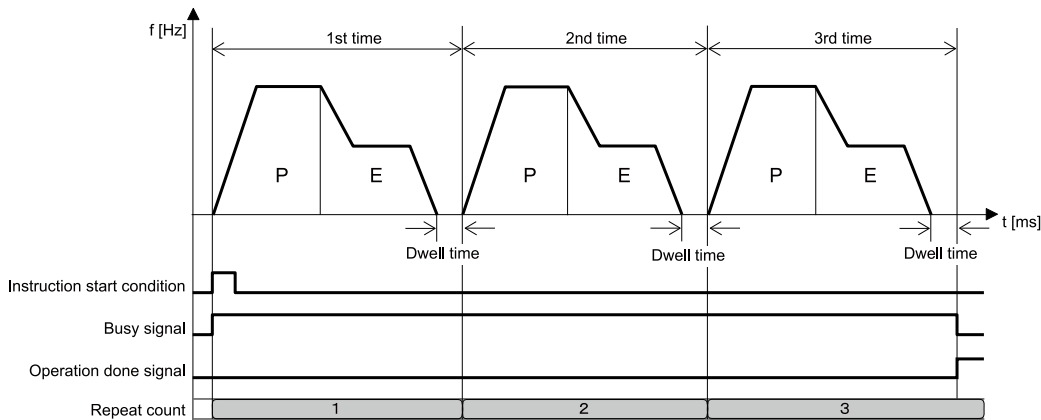 f [Hz]
1st time
2nd time
3rd time
P
E
P
E
P
E
t [ms]
Dwell time
Dwell time
Dwell time
Instruction start condition
Busy signal
Operation done signal
Repeat count
1
2
3